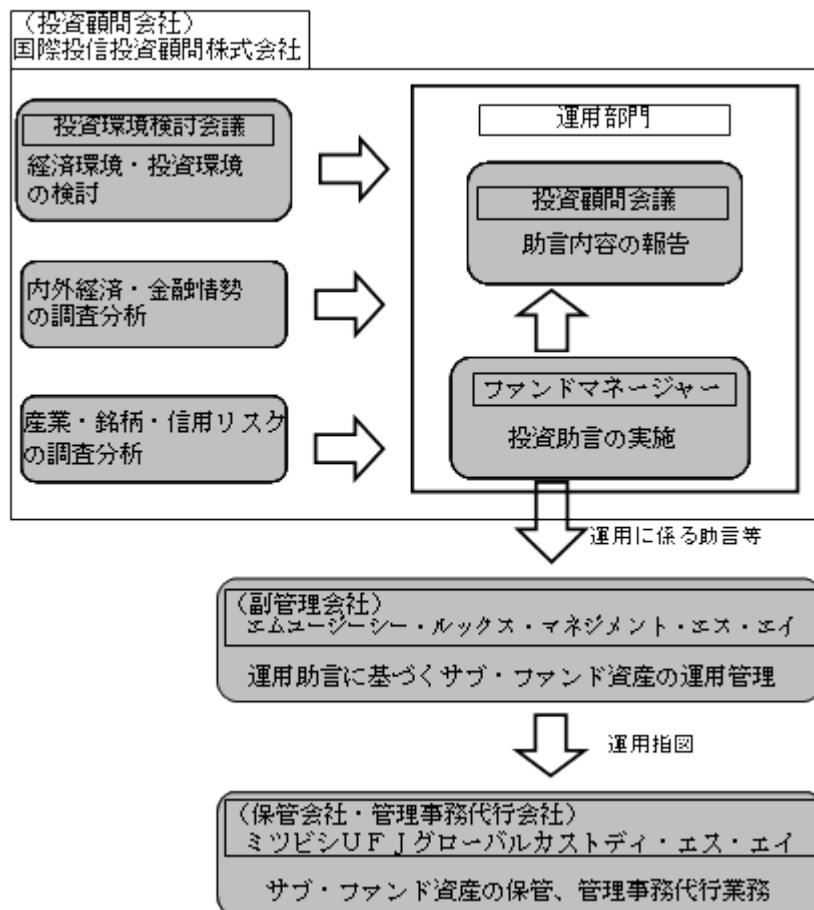 （投資顧問会社）
国際投信投資顧問株式会社
投資環境検討会議
経済環境・投資環境
の検討
内外経済・金融情勢
の調査分析
産業・銘柄・信用リスク
の調査分析
運用部門
投資顧問会議
助言内容の報告
ファンドマネージャー
投資助言の実施
運用に係る助言等
（副管理会社）
エムユージーシー・ルックス・マネジメント・エス・エイ
運用助言に基づくサブ・ファンド資産の運用管理
運用指図
（保管会社・管理事務代行会社）
ミツビシＵＦＪグローバルカストディ・エス・エイ
サブ・ファンド資産の保管、管理事務代行業務